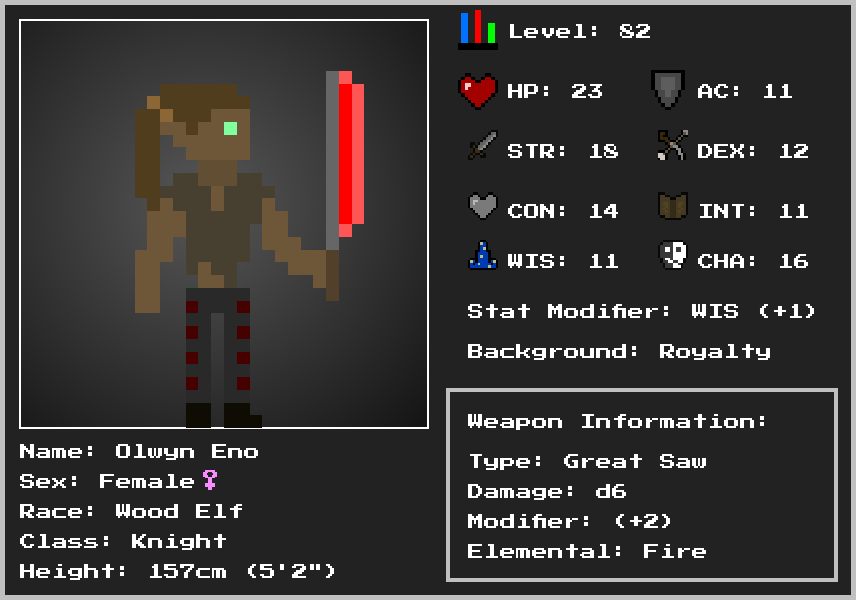 Level: 82
HP: 23 AC: 11
STR: 18 DEX: 12
CON: 14 INT: 11
WIS: 11 CHA: 16
Stat Modifier: WIS (+1)
Background: Royalty
Weapon Information:
Type: Great Saw
Damage: d6
Modifier: (+2)
Elemental: Fire
Name: Olwyn Eno
Sex: Female♀
Race: Wood Elf
Class: Knight
Height: 157cm (5'2")